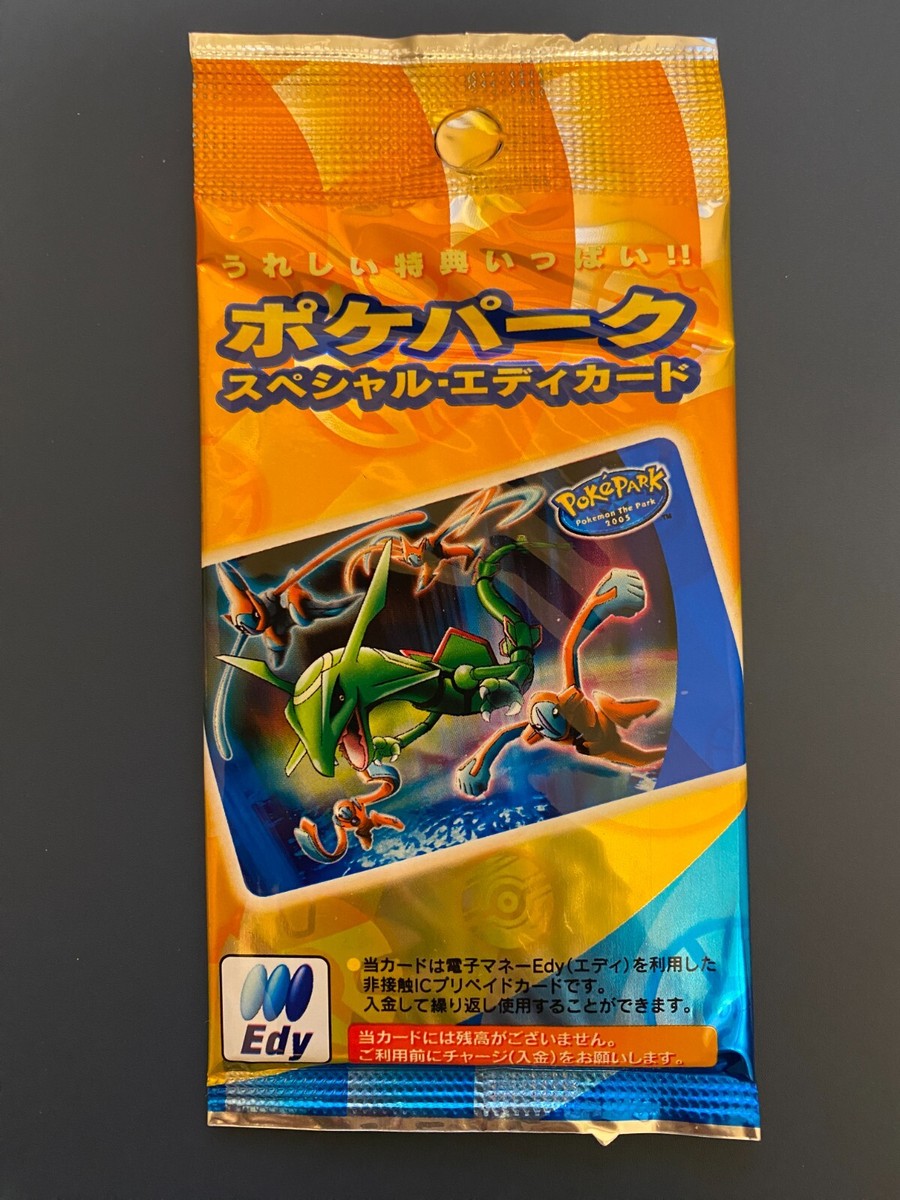 うれしい特典いっぱい!!
ポケパーク
スペシャル・エディカード
POKéPARK
Pokemon The Park
2005
TM
●当カードは電子マネーEdy(エディ)を利用した
非接触ICプリペイドカードです。
入金して繰り返し使用することができます。
Edy
当カードには残高がございません。
ご利用前にチャージ(入金)をお願いします。